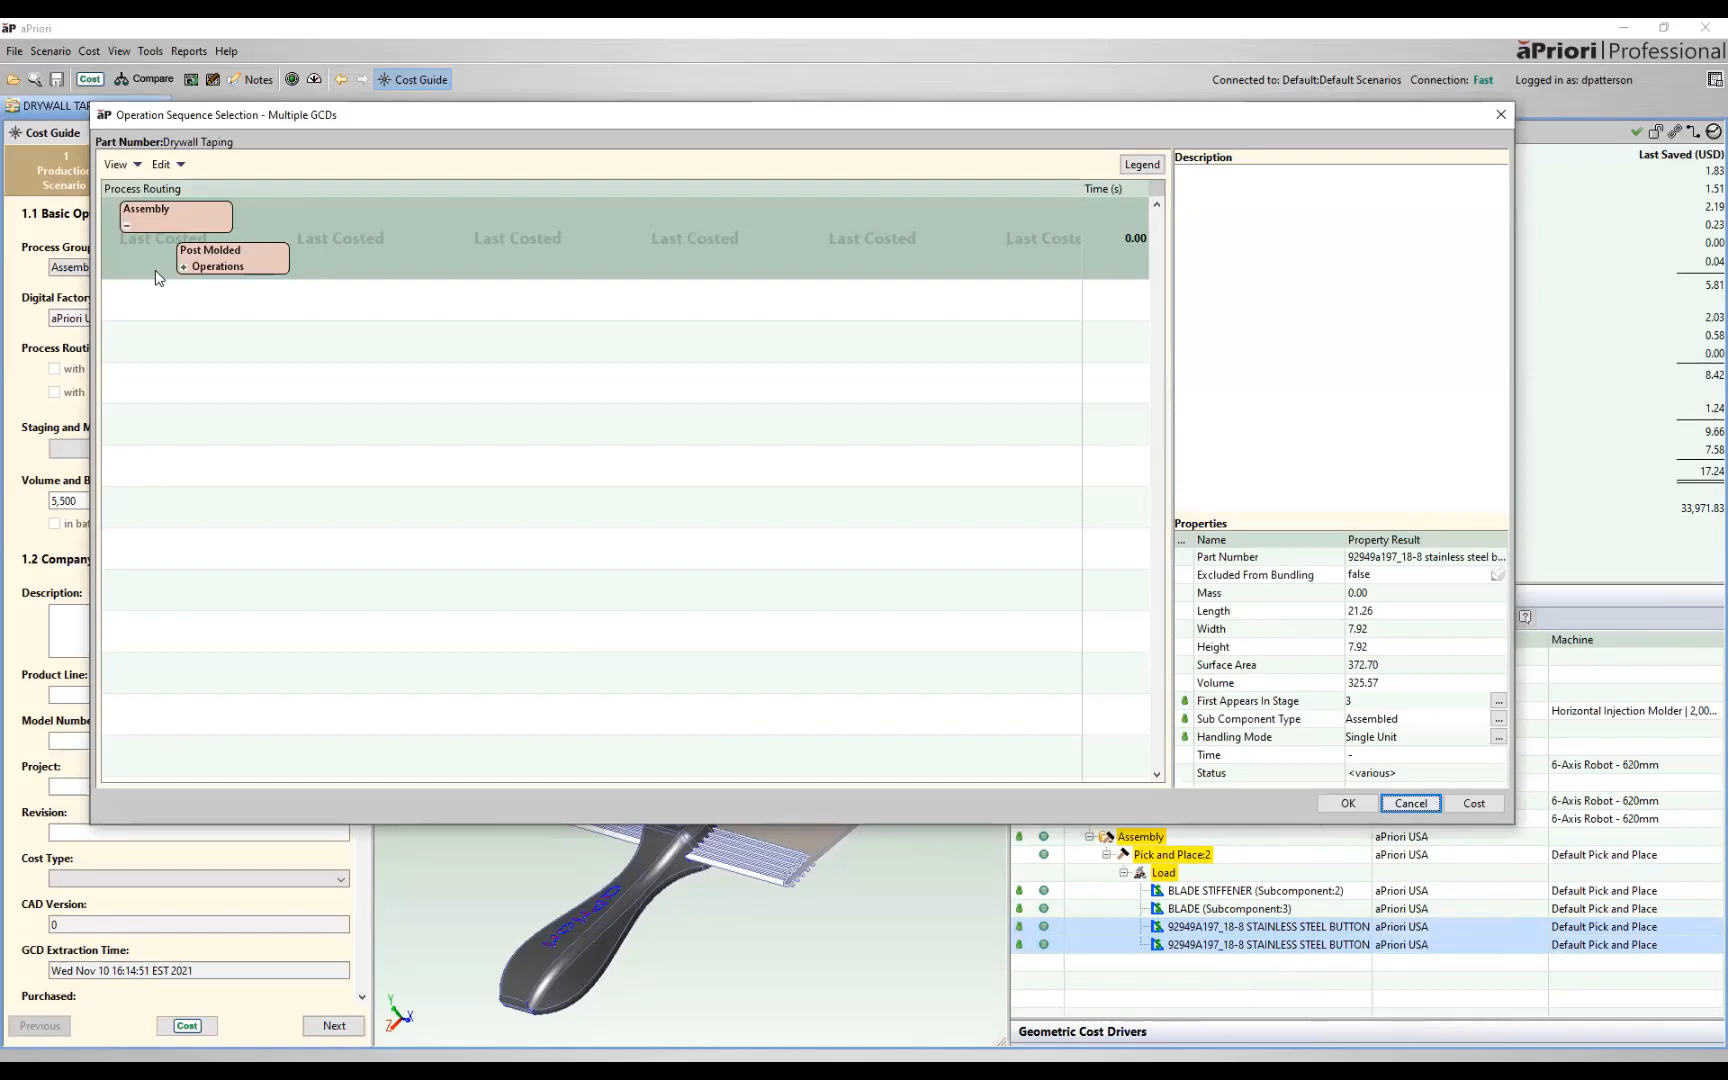 aP aPriori
File Scenario Cost View Tools Reports Help
aPriori | Professional
Cost Compare Notes Cost Guide
Connected to: Default:Default Scenarios Connection: Fast Logged in as: dpatterson
DRYWALL TAP
aP Operation Sequence Selection - Multiple GCDs
Cost Guide
Part Number:Drywall Taping
View Edit Legend
Description
Last Saved (USD)
1
Production
Scenario
Process Routing Time (s)
Assembly
Last Costed Last Costed Last Costed Last Costed Last Costed Last Coste 0.00
Post Molded
+ Operations
1.83
1.51
2.19
0.23
0.00
0.04
5.81
2.03
0.58
0.00
8.42
1.24
9.66
7.58
17.24
33,971.83
1.1 Basic Op
Process Group
Assemb
Digital Factory
aPriori U
Process Routi
with
with
Staging and M
Volume and B
5,500
in bat
1.2 Company
Description:
Product Line:
Model Numbe
Project:
Revision:
Cost Type:
CAD Version:
0
GCD Extraction Time:
Wed Nov 10 16:14:51 EST 2021
Purchased:
Previous Cost Next
Properties
... Name Property Result
Part Number 92949a197_18-8 stainless steel b...
Excluded From Bundling false
Mass 0.00
Length 21.26
Width 7.92
Height 7.92
Surface Area 372.70
Volume 325.57
First Appears In Stage 3 ...
Sub Component Type Assembled ...
Handling Mode Single Unit ...
Time -
Status <various>
OK Cancel Cost
Machine
Horizontal Injection Molder | 2,00...
6-Axis Robot - 620mm
6-Axis Robot - 620mm
6-Axis Robot - 620mm
Assembly aPriori USA
Pick and Place:2 aPriori USA Default Pick and Place
Load
BLADE STIFFENER (Subcomponent:2) aPriori USA Default Pick and Place
BLADE (Subcomponent:3) aPriori USA Default Pick and Place
92949A197_18-8 STAINLESS STEEL BUTTON aPriori USA Default Pick and Place
92949A197_18-8 STAINLESS STEEL BUTTON aPriori USA Default Pick and Place
Y
Z X
Geometric Cost Drivers